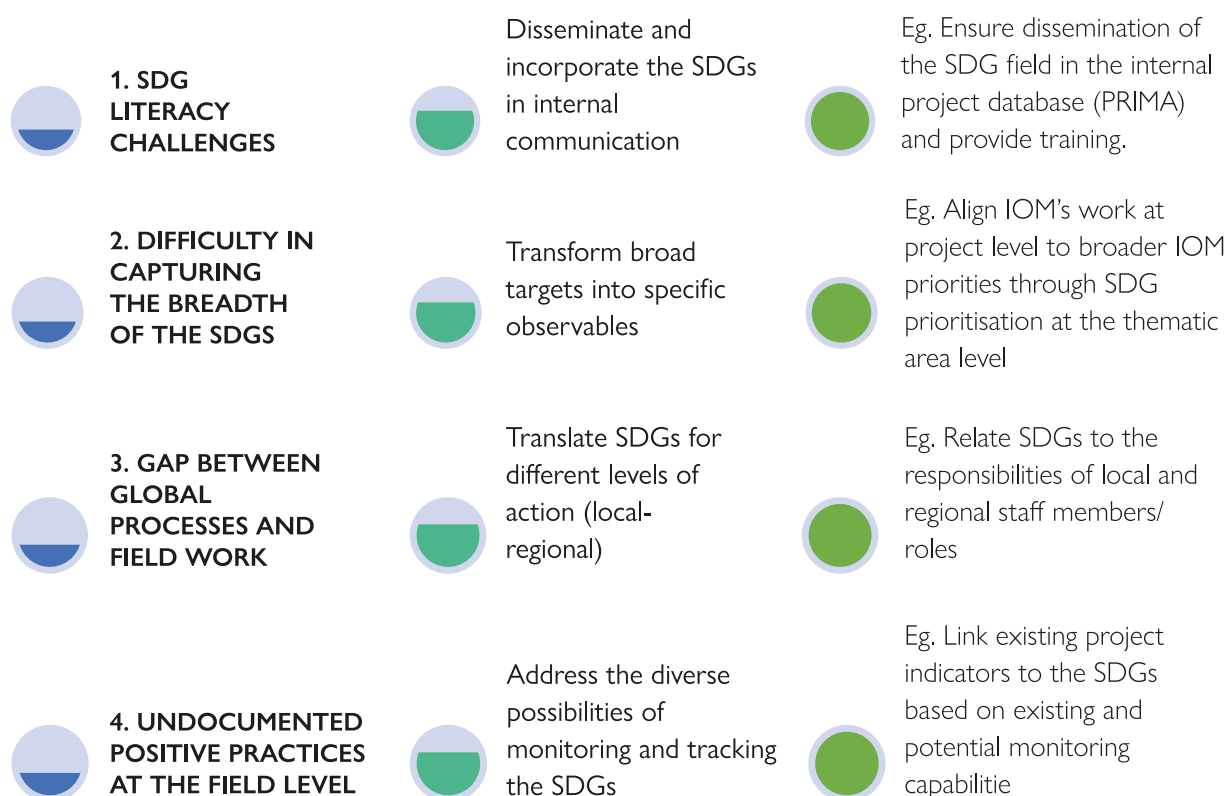 1. SDG
LITERACY
CHALLENGES
Disseminate and
incorporate the SDGs
in internal
communication
Eg. Ensure dissemination of
the SDG field in the internal
project database (PRIMA)
and provide training.
2. DIFFICULTY IN
CAPTURING
THE BREADTH
OF THE SDGS
Transform broad
targets into specific
observables
Eg. Align IOM’s work at
project level to broader IOM
priorities through SDG
prioritisation at the thematic
area level
3. GAP BETWEEN
GLOBAL
PROCESSES AND
FIELD WORK
Translate SDGs for
different levels of
action (local-
regional)
Eg. Relate SDGs to the
responsibilities of local and
regional staff members/
roles
4. UNDOCUMENTED
POSITIVE PRACTICES
AT THE FIELD LEVEL
Address the diverse
possibilities of
monitoring and tracking
the SDGs
Eg. Link existing project
indicators to the SDGs
based on existing and
potential monitoring
capabilitie